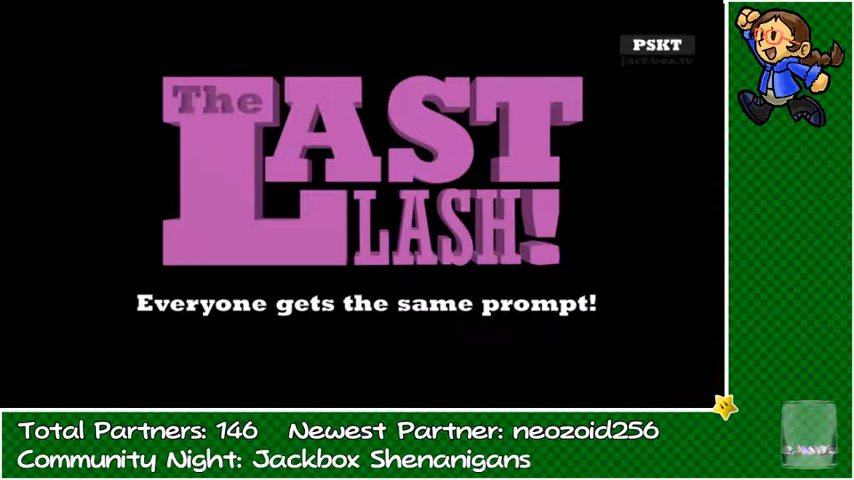 PSKT
jackbox.tv
The LAST
LASH!
Everyone gets the same prompt!
Total Partners: 146 Newest Partner: neozoid256
Community Night: Jackbox Shenanigans